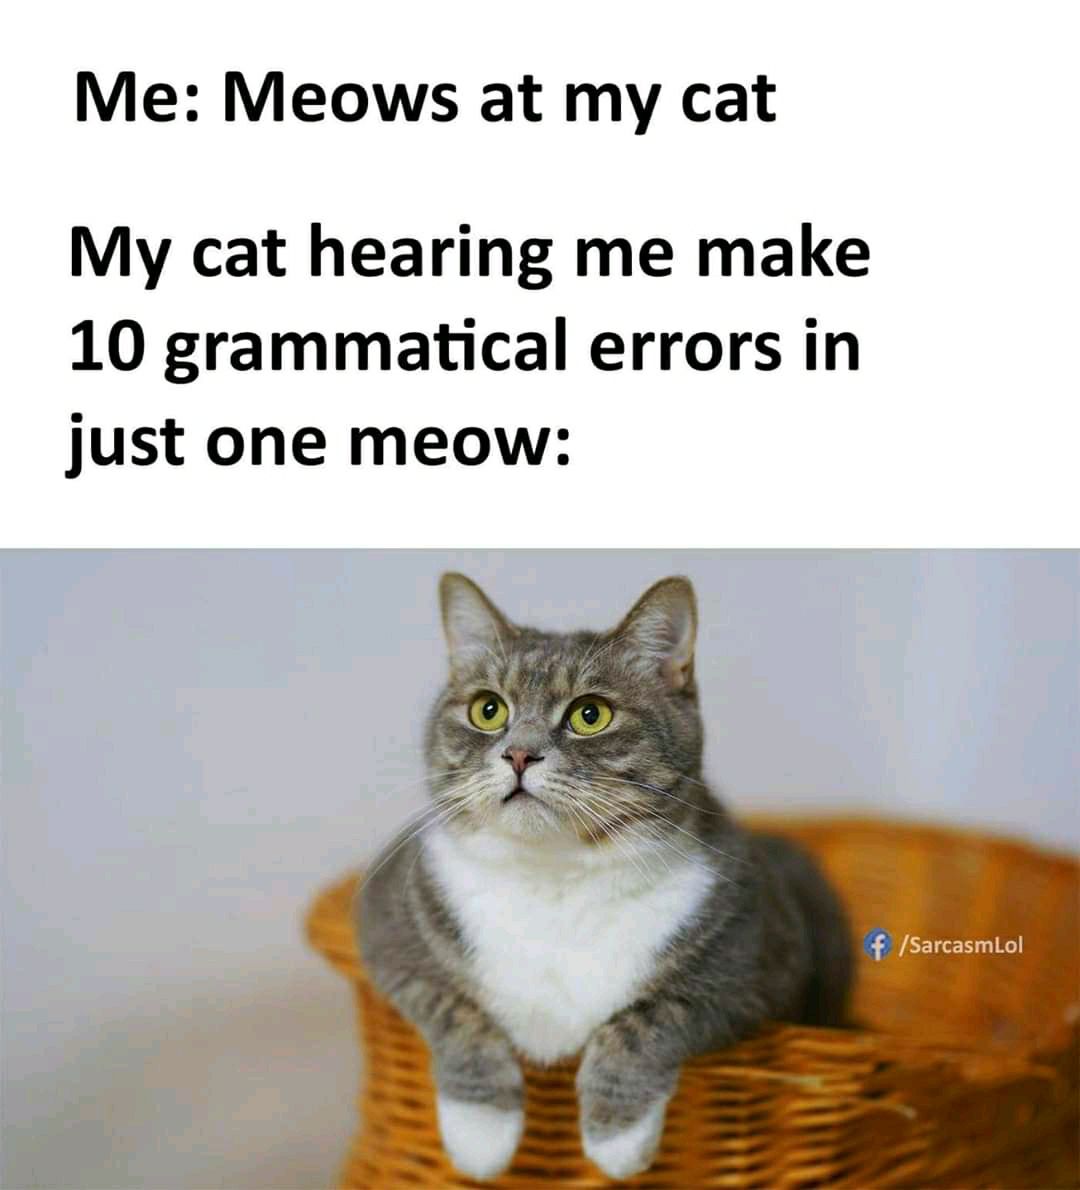 Me: Meows at my cat
My cat hearing me make
10 grammatical errors in
just one meow:
/SarcasmLol